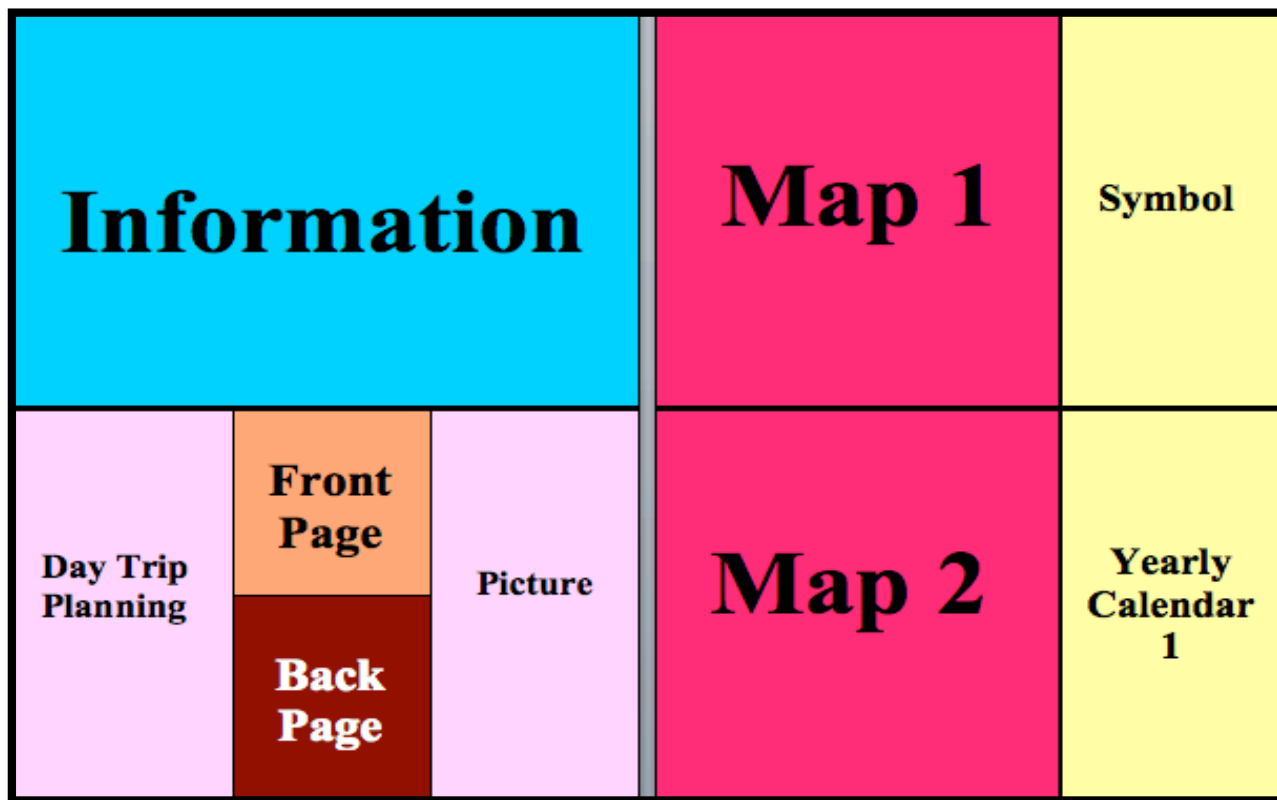 Information
Map 1
Symbol
Day Trip
Planning
Front
Page
Back
Page
Picture
Map 2
Yearly
Calendar
1